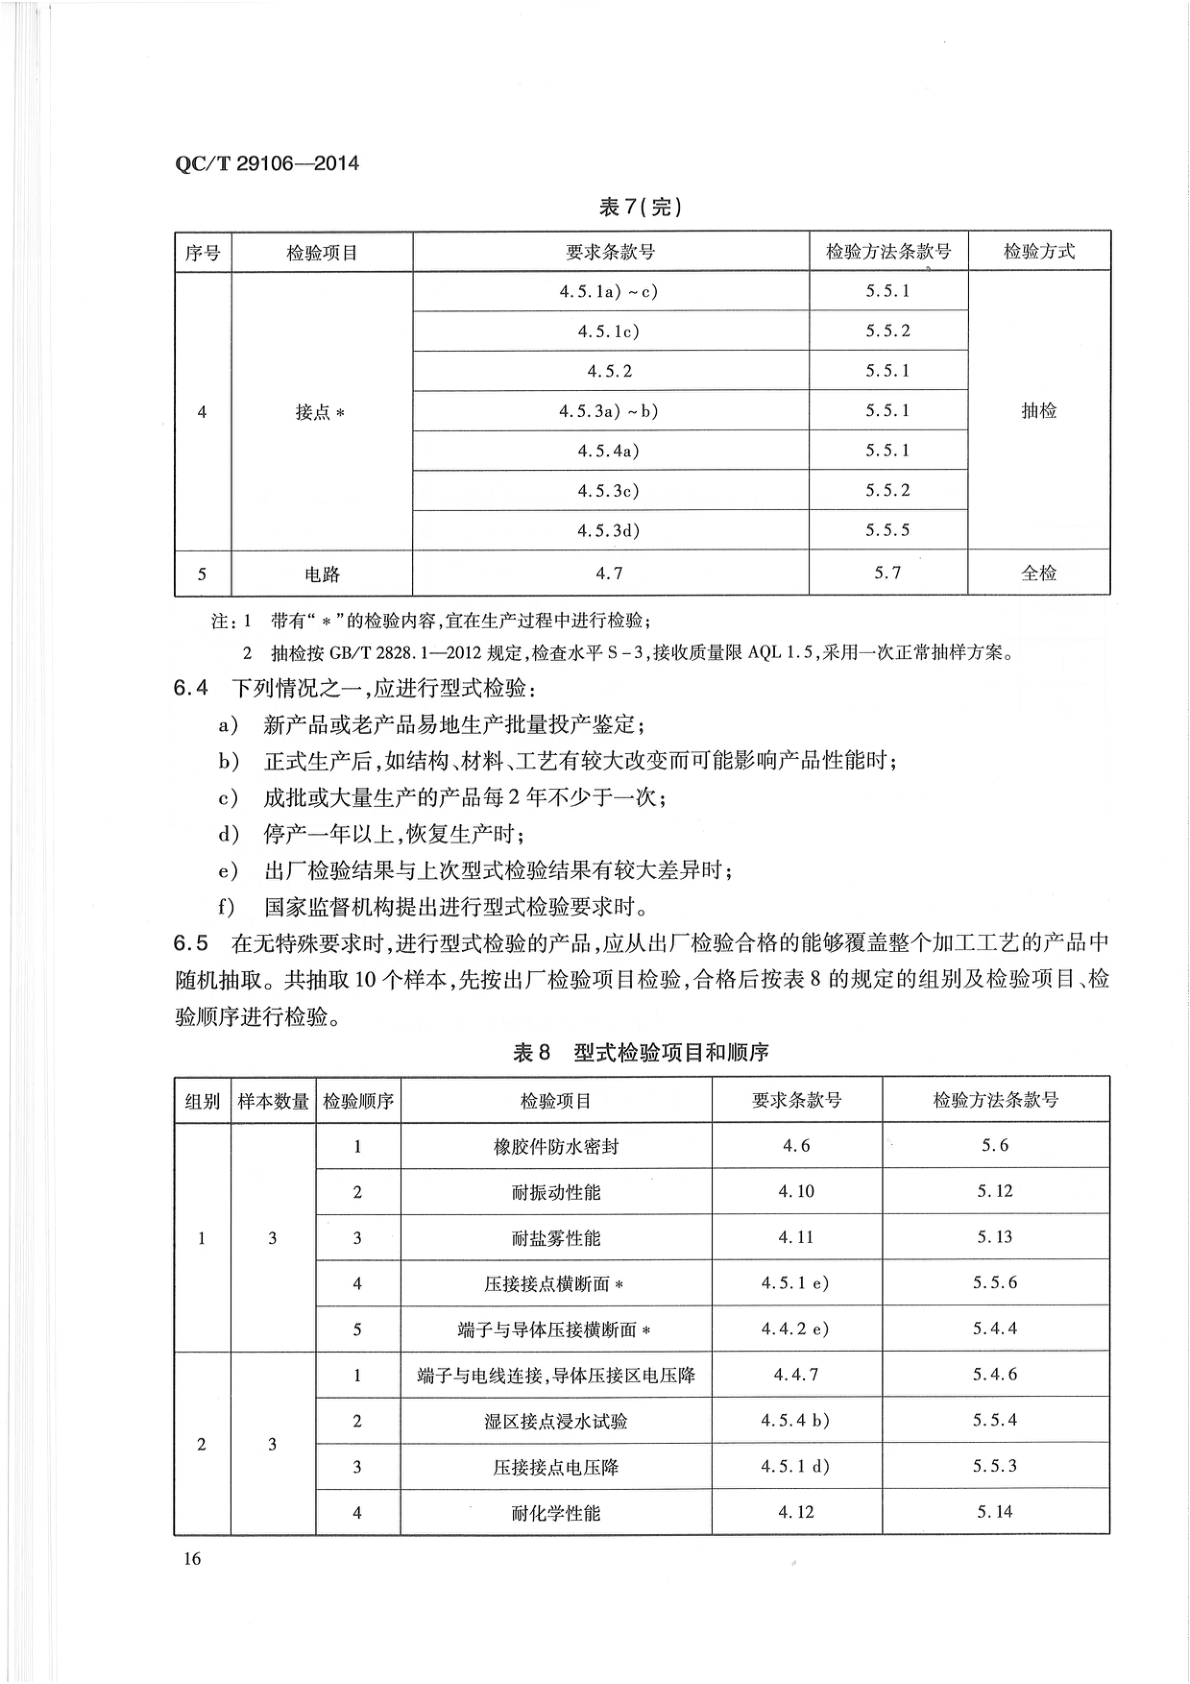 QC/T 29106—2014
表 7(完)
序号 检验项目 要求条款号 检验方法条款号 检验方式
4 接点 * 4.5.1a) ~c) 5.5.1 抽检
4.5.1c) 5.5.2
4.5.2 5.5.1
4.5.3a) ~b) 5.5.1
4.5.4a) 5.5.1
4.5.3c) 5.5.2
4.5.3d) 5.5.5
5 电路 4.7 5.7 全检
注: 1 带有“*”的检验内容,宜在生产过程中进行检验;
2 抽检按 GB/T 2828.1—2012 规定,检查水平 S-3,接收质量限 AQL 1.5,采用一次正常抽样方案。
6.4 下列情况之一,应进行型式检验:
a) 新产品或老产品易地生产批量投产鉴定;
b) 正式生产后,如结构、材料、工艺有较大改变而可能影响产品性能时;
c) 成批或大量生产的产品每 2 年不少于一次;
d) 停产一年以上,恢复生产时;
e) 出厂检验结果与上次型式检验结果有较大差异时;
f) 国家监督机构提出进行型式检验要求时。
6.5 在无特殊要求时,进行型式检验的产品,应从出厂检验合格的能够覆盖整个加工工艺的产品中
随机抽取。共抽取 10 个样本,先按出厂检验项目检验,合格后按表 8 的规定的组别及检验项目、检
验顺序进行检验。
表 8 型式检验项目和顺序
组别 样本数量 检验顺序 检验项目 要求条款号 检验方法条款号
1 3 1 橡胶件防水密封 4.6 5.6
2 耐振动性能 4.10 5.12
3 耐盐雾性能 4.11 5.13
4 压接接点横断面 * 4.5.1 e) 5.5.6
5 端子与导体压接横断面 * 4.4.2 e) 5.4.4
2 3 1 端子与电线连接,导体压接区电压降 4.4.7 5.4.6
2 湿区接点浸水试验 4.5.4 b) 5.5.4
3 压接接点电压降 4.5.1 d) 5.5.3
4 耐化学性能 4.12 5.14
16